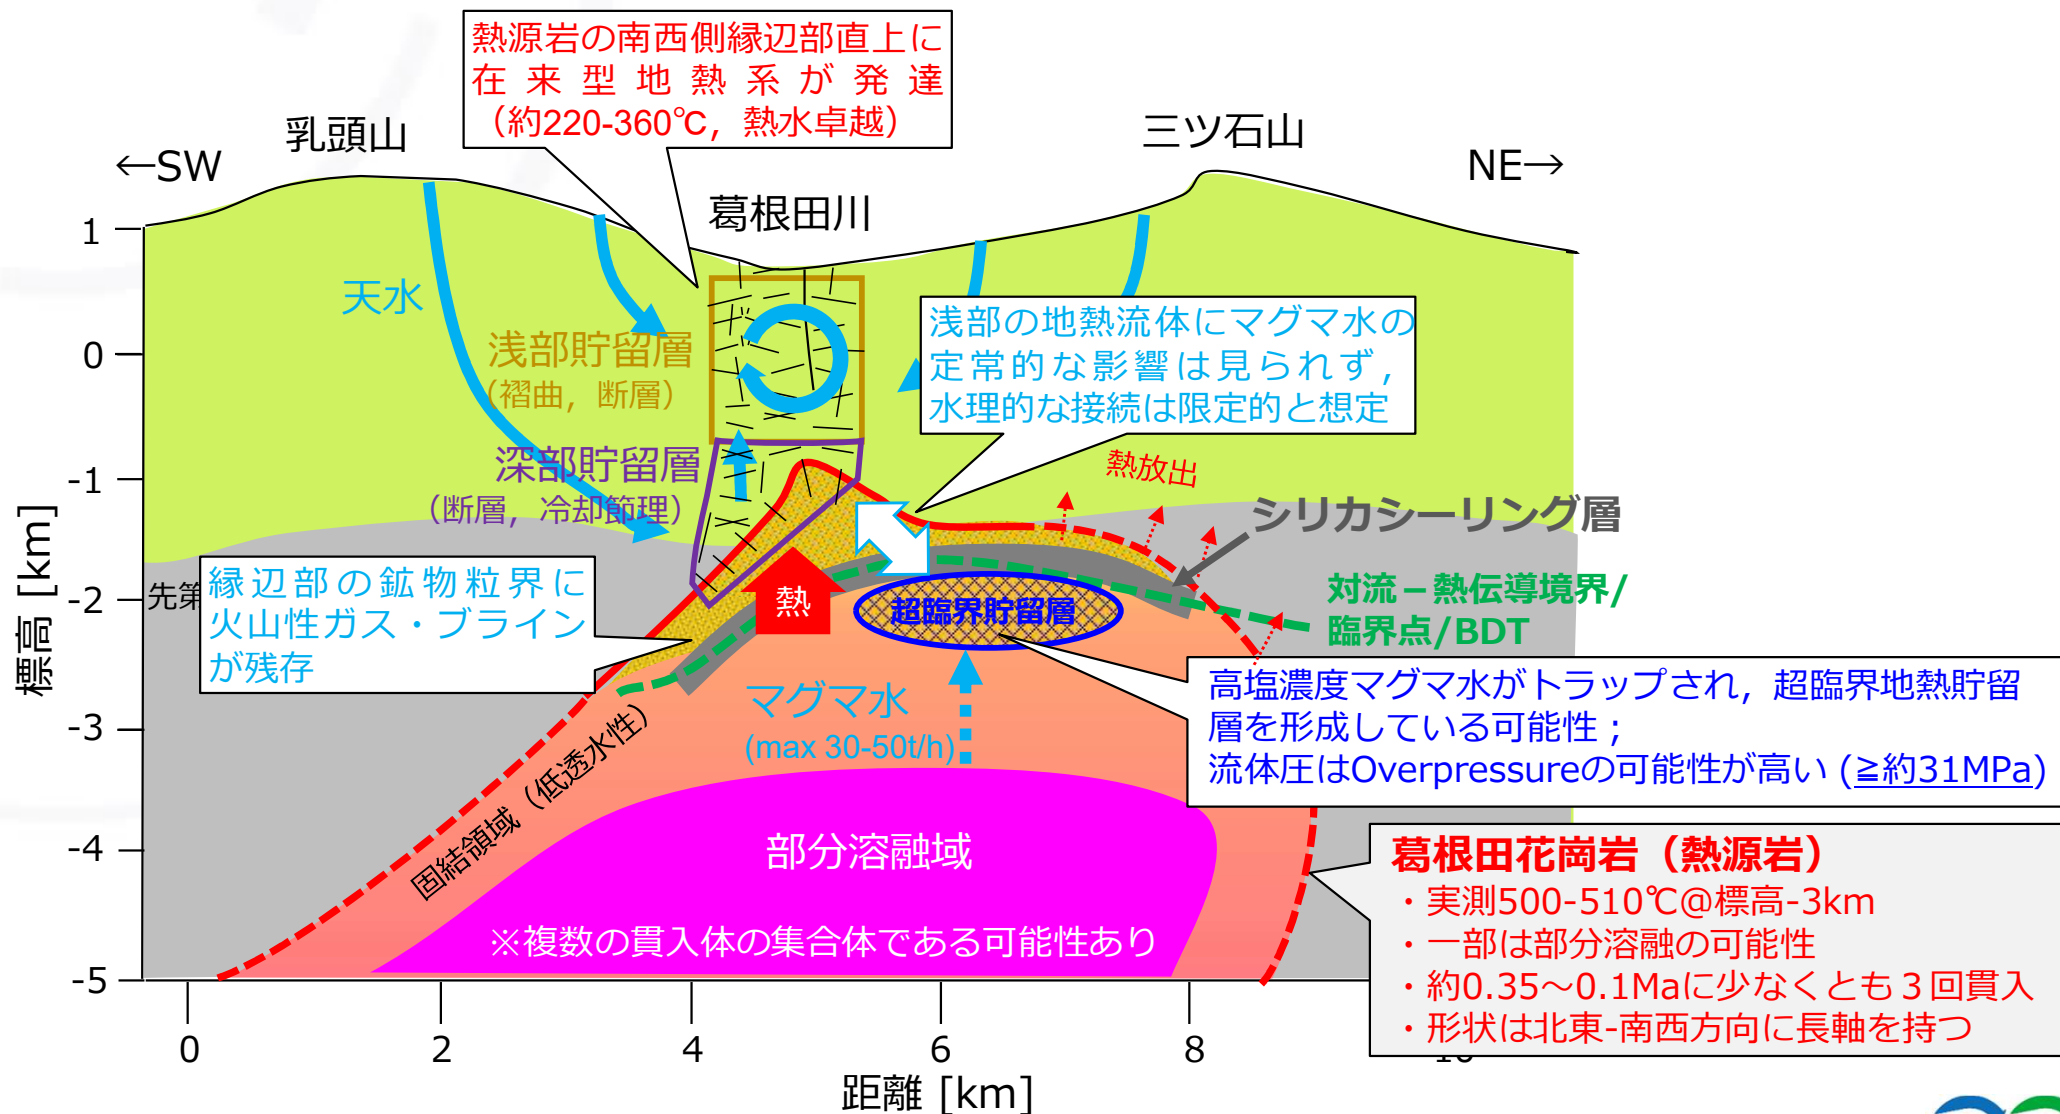 熱源岩の南西側縁辺部直上に
在来型地熱系が発達
（約220-360℃，熱水卓越）
乳頭山
三ツ石山
←SW
NE→
葛根田川
1
0
-1
-2
-3
-4
-5
標高 [km]
天水
浅部貯留層
（褶曲，断層）
浅部の地熱流体にマグマ水の
定常的な影響は見られず，
水理的な接続は限定的と想定
深部貯留層
（断層，冷却節理）
熱放出
シリカシーリング層
先第
縁辺部の鉱物粒界に
火山性ガス・ブライン
が残存
熱
超臨界貯留層
対流－熱伝導境界/
臨界点/BDT
高塩濃度マグマ水がトラップされ，超臨界地熱貯留
層を形成している可能性；
流体圧はOverpressureの可能性が高い (≧約31MPa)
マグマ水
(max 30-50t/h)
固結領域（低透水性）
部分溶融域
※複数の貫入体の集合体である可能性あり
葛根田花崗岩（熱源岩）
・実測500-510℃@標高-3km
・一部は部分溶融の可能性
・約0.35～0.1Maに少なくとも３回貫入
・形状は北東-南西方向に長軸を持つ
0
2
4
6
8
距離 [km]